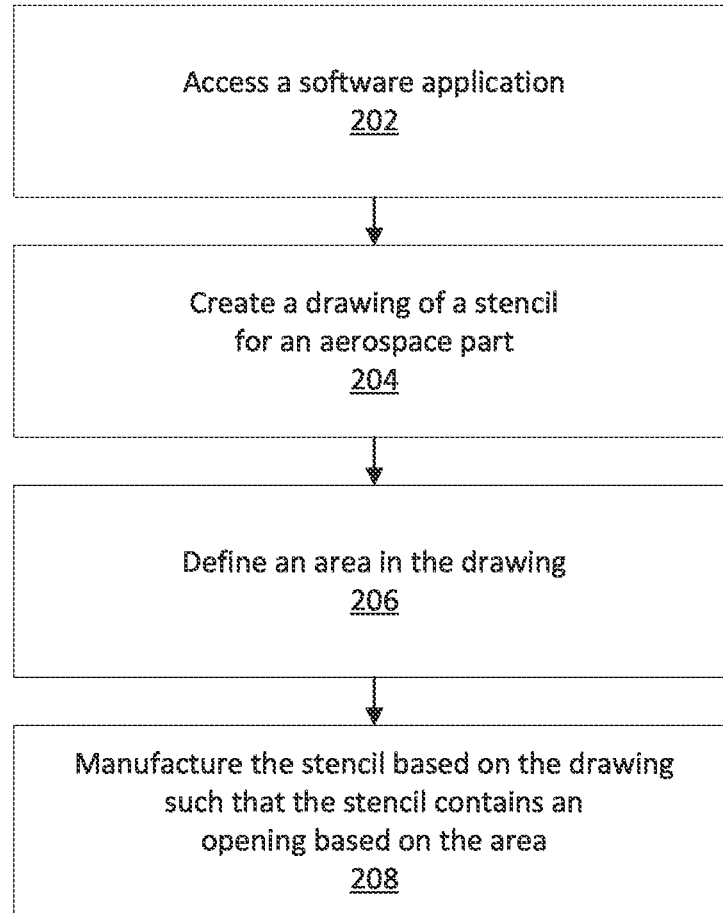 Access a software application
202
Create a drawing of a stencil
for an aerospace part
204
Define an area in the drawing
206
Manufacture the stencil based on the drawing
such that the stencil contains an
opening based on the area
208